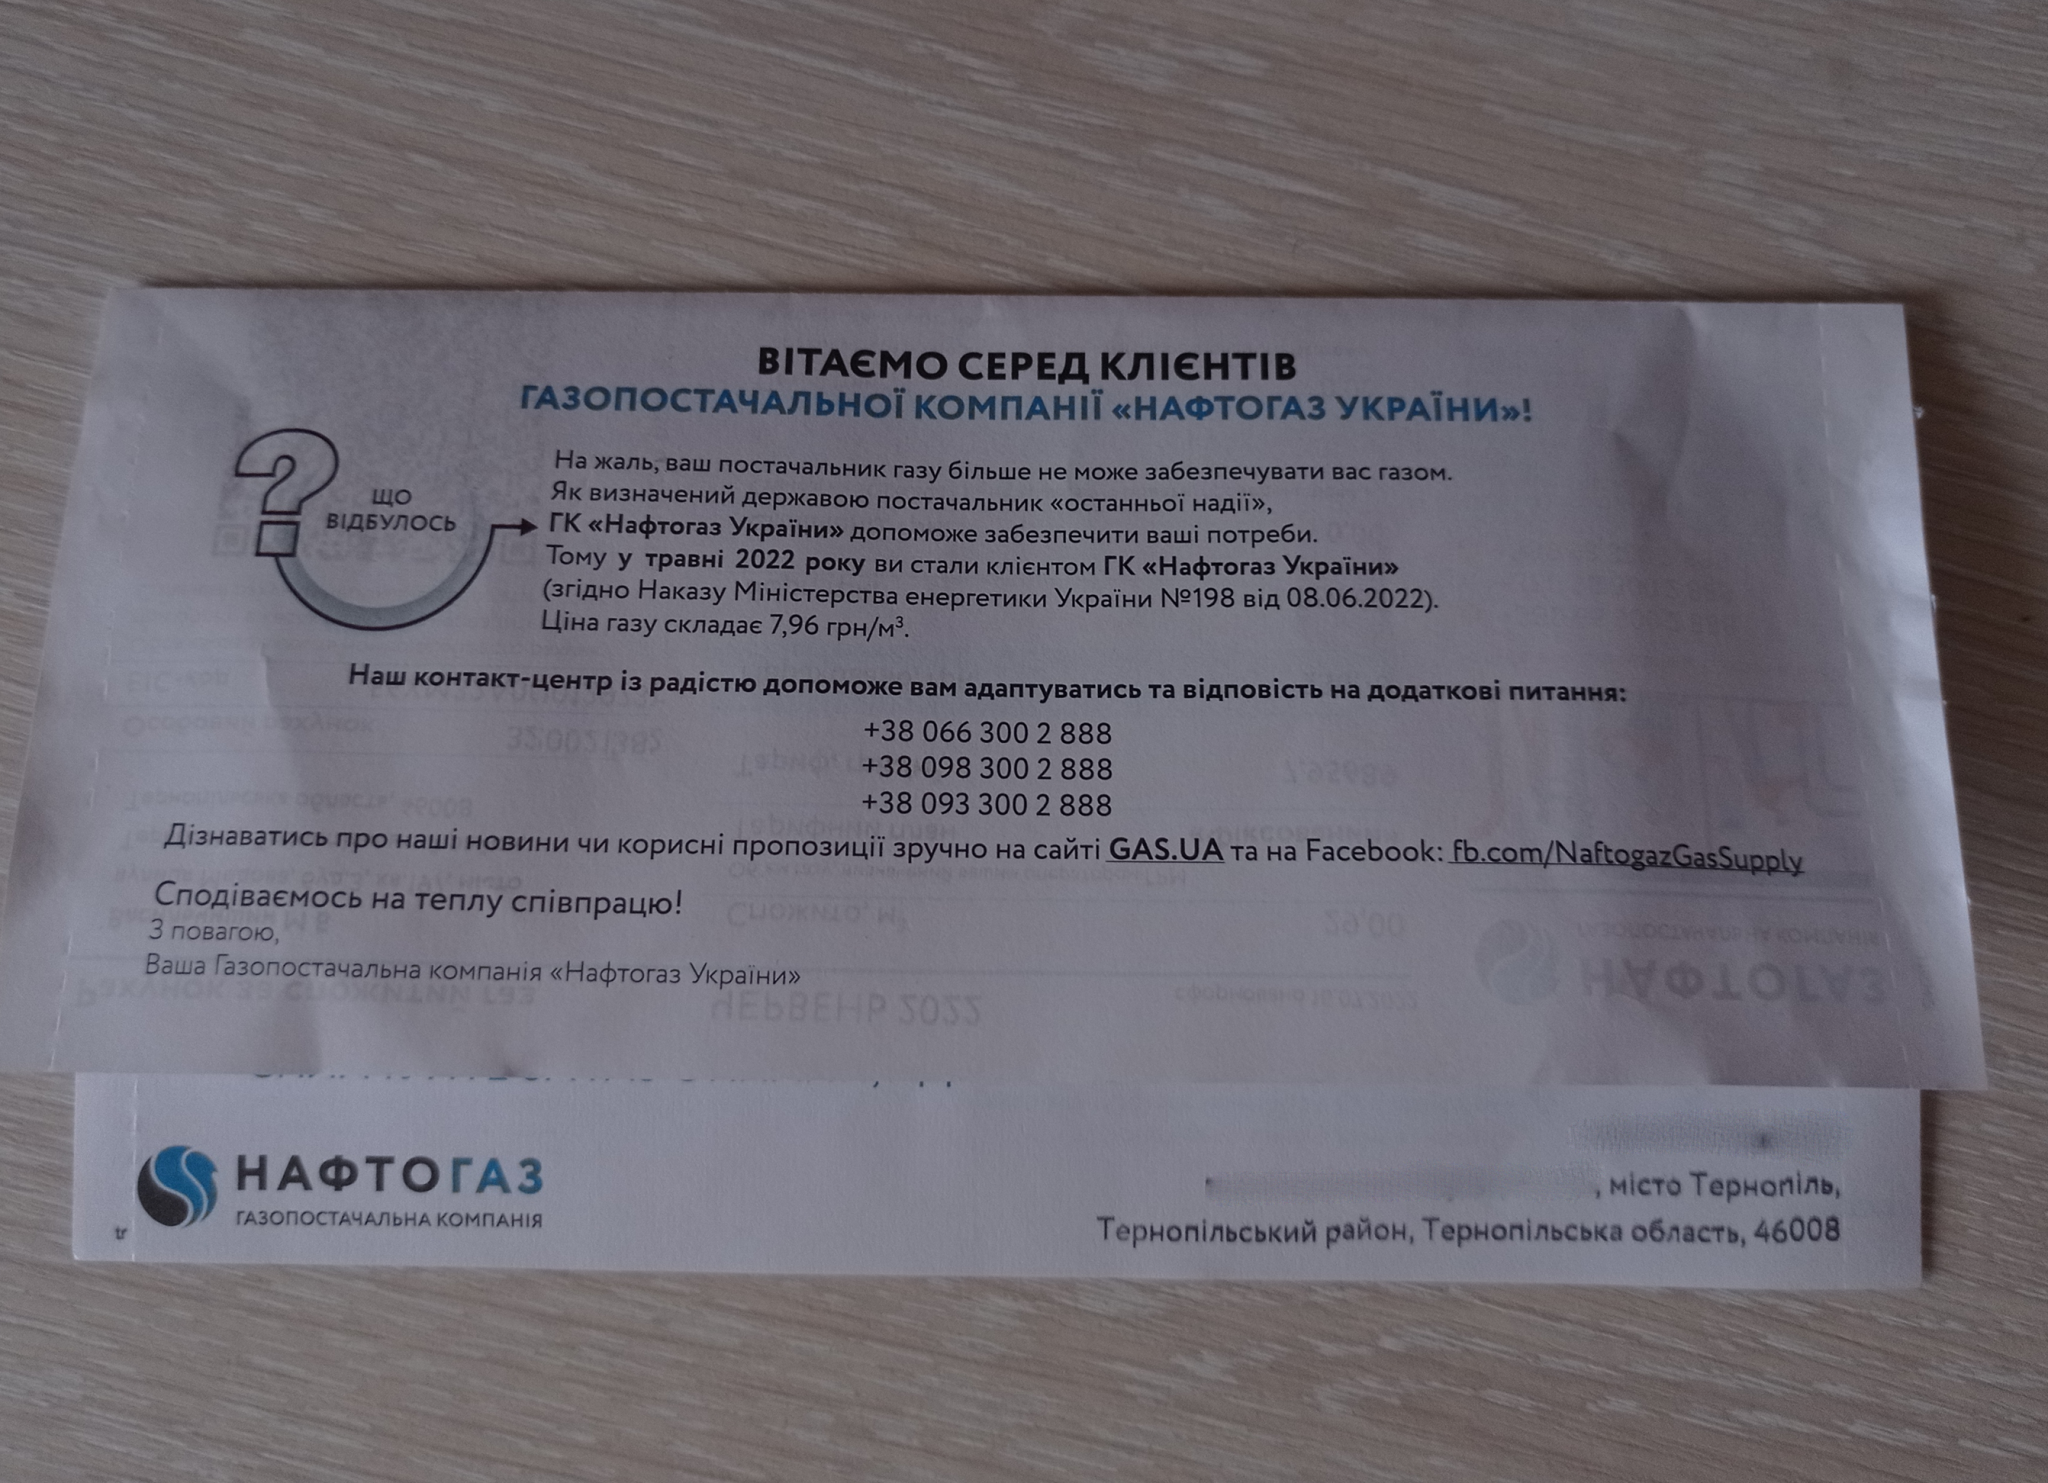 ВІТАЄМО СЕРЕД КЛІЄНТІВ
ГАЗОПОСТАЧАЛЬНОЇ КОМПАНІЇ «НАФТОГАЗ УКРАЇНИ»!
?
ЩО
ВІДБУЛОСЬ
На жаль, ваш постачальник газу більше не може забезпечувати вас газом.
Як визначений державою постачальник «останньої надії»,
ГК «Нафтогаз України» допоможе забезпечити ваші потреби.
Тому у травні 2022 року ви стали клієнтом ГК «Нафтогаз України»
(згідно Наказу Міністерства енергетики України №198 від 08.06.2022).
Ціна газу складає 7,96 грн/м³.
Наш контакт-центр із радістю допоможе вам адаптуватись та відповість на додаткові питання:
+38 066 300 2 888
+38 098 300 2 888
+38 093 300 2 888
Дізнаватись про наші новини чи корисні пропозиції зручно на сайті GAS.UA та на Facebook: fb.com/NaftogazGasSupply
Сподіваємось на теплу співпрацю!
З повагою,
Ваша Газопостачальна компанія «Нафтогаз України»
НАФТОГАЗ
ГАЗОПОСТАЧАЛЬНА КОМПАНІЯ
tr
, місто Тернопіль,
Тернопільський район, Тернопільська область, 46008